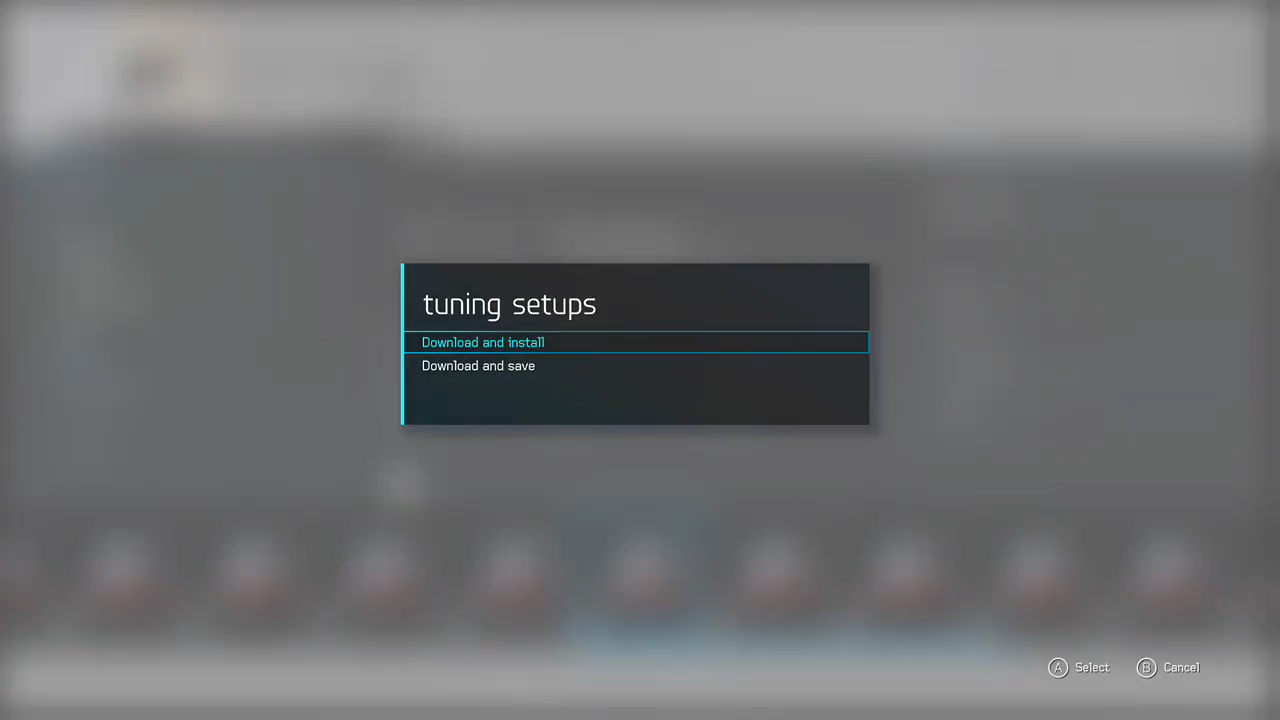 tuning setups
Download and install
Download and save
A Select B Cancel